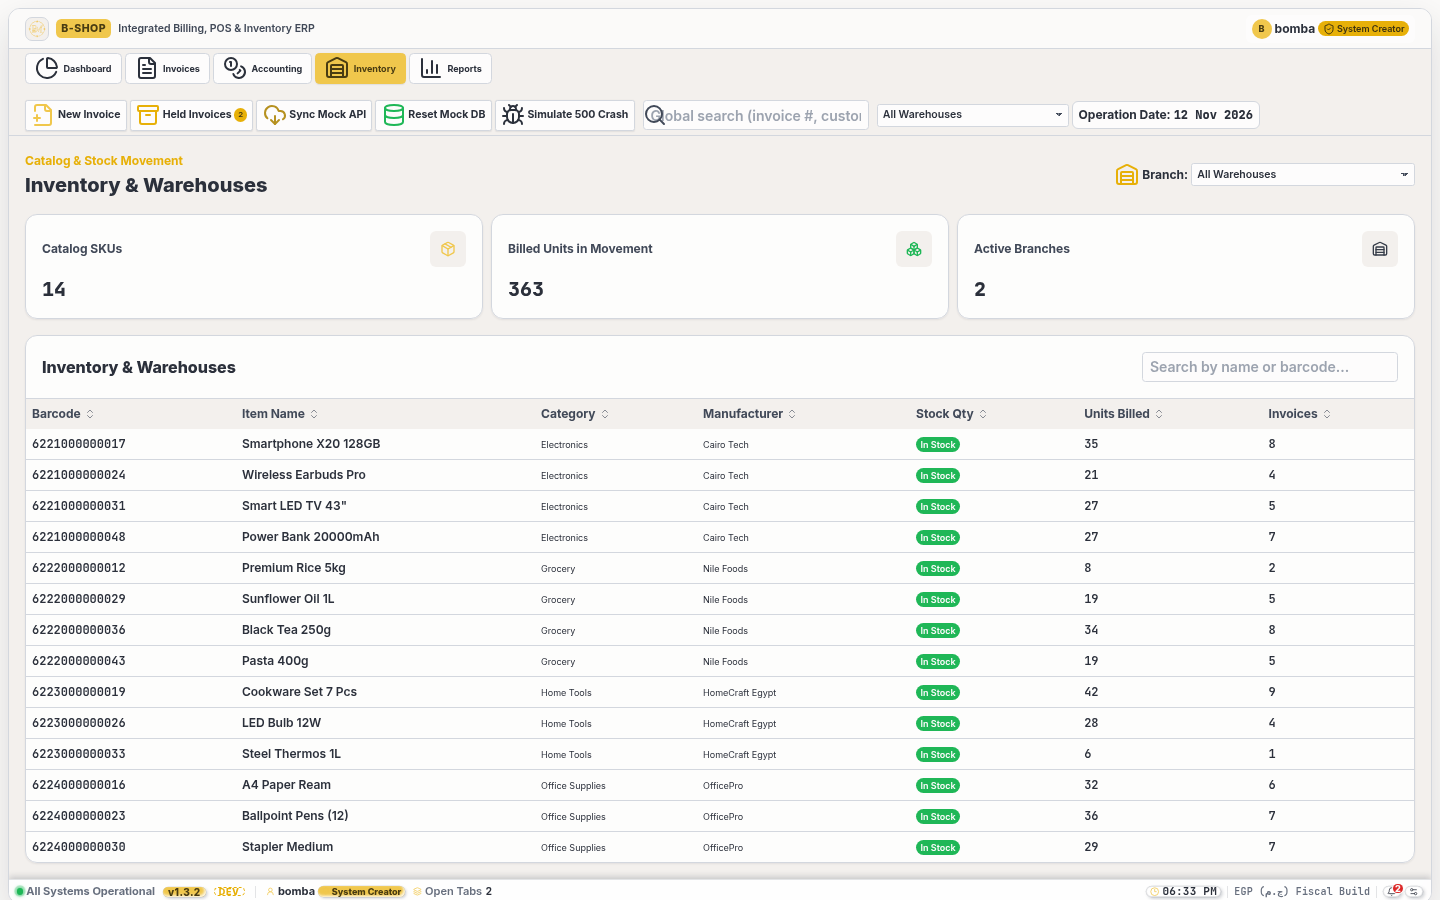 B-SHOP Integrated Billing, POS & Inventory ERP B bomba System Creator
Dashboard Invoices Accounting Inventory Reports
New Invoice Held Invoices 2 Sync Mock API Reset Mock DB Simulate 500 Crash Global search (invoice #, custor All Warehouses Operation Date: 12 Nov 2026
Catalog & Stock Movement
Inventory & Warehouses
Branch: All Warehouses
Catalog SKUs
14
Billed Units in Movement
363
Active Branches
2
Inventory & Warehouses
Search by name or barcode...
Barcode Item Name Category Manufacturer Stock Qty Units Billed Invoices
6221000000017 Smartphone X20 128GB Electronics Cairo Tech In Stock 35 8
6221000000024 Wireless Earbuds Pro Electronics Cairo Tech In Stock 21 4
6221000000031 Smart LED TV 43" Electronics Cairo Tech In Stock 27 5
6221000000048 Power Bank 20000mAh Electronics Cairo Tech In Stock 27 7
6222000000012 Premium Rice 5kg Grocery Nile Foods In Stock 8 2
6222000000029 Sunflower Oil 1L Grocery Nile Foods In Stock 19 5
6222000000036 Black Tea 250g Grocery Nile Foods In Stock 34 8
6222000000043 Pasta 400g Grocery Nile Foods In Stock 19 5
6223000000019 Cookware Set 7 Pcs Home Tools HomeCraft Egypt In Stock 42 9
6223000000026 LED Bulb 12W Home Tools HomeCraft Egypt In Stock 28 4
6223000000033 Steel Thermos 1L Home Tools HomeCraft Egypt In Stock 6 1
6224000000016 A4 Paper Ream Office Supplies OfficePro In Stock 32 6
6224000000023 Ballpoint Pens (12) Office Supplies OfficePro In Stock 36 7
6224000000030 Stapler Medium Office Supplies OfficePro In Stock 29 7
All Systems Operational v1.3.2 DEV bomba System Creator Open Tabs 2 06:33 PM EGP (ج.م) Fiscal Build 2